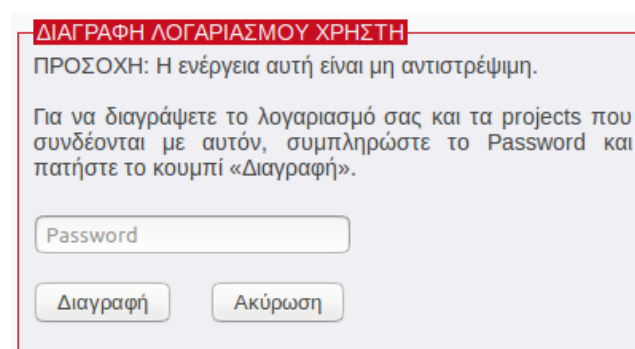 ΔΙΑΓΡΑΦΗ ΛΟΓΑΡΙΑΣΜΟΥ ΧΡΗΣΤΗ
ΠΡΟΣΟΧΗ: Η ενέργεια αυτή είναι μη αντιστρέψιμη.
Για να διαγράψετε το λογαριασμό σας και τα projects που
συνδέονται με αυτόν, συμπληρώστε το Password και
πατήστε το κουμπί «Διαγραφή».
Password
Διαγραφή Ακύρωση